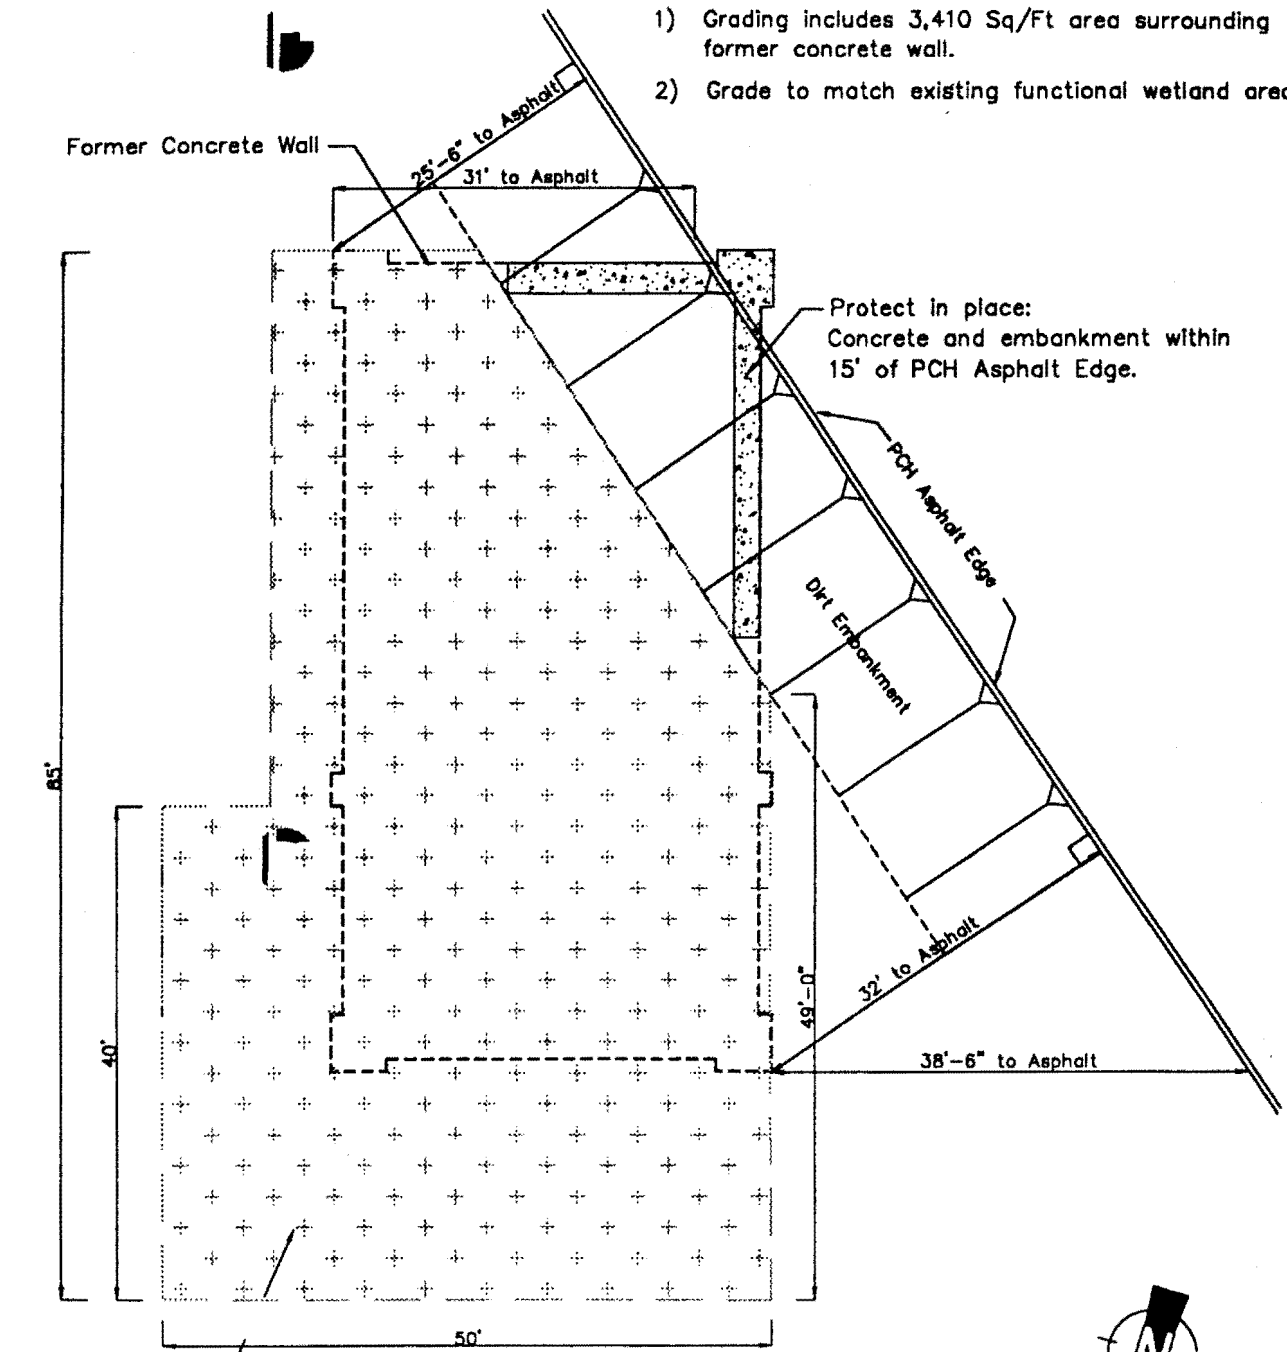 1) Grading includes 3,410 Sq/Ft area surrounding
former concrete wall.
2) Grade to match existing functional wetland area
Former Concrete Wall
25'-6" to Asphalt
31' to Asphalt
Protect in place:
Concrete and embankment within
15' of PCH Asphalt Edge.
PCH Asphalt Edge
Dirt Embankment
85'
40'
49'-0"
32' to Asphalt
38'-6" to Asphalt
50'
N